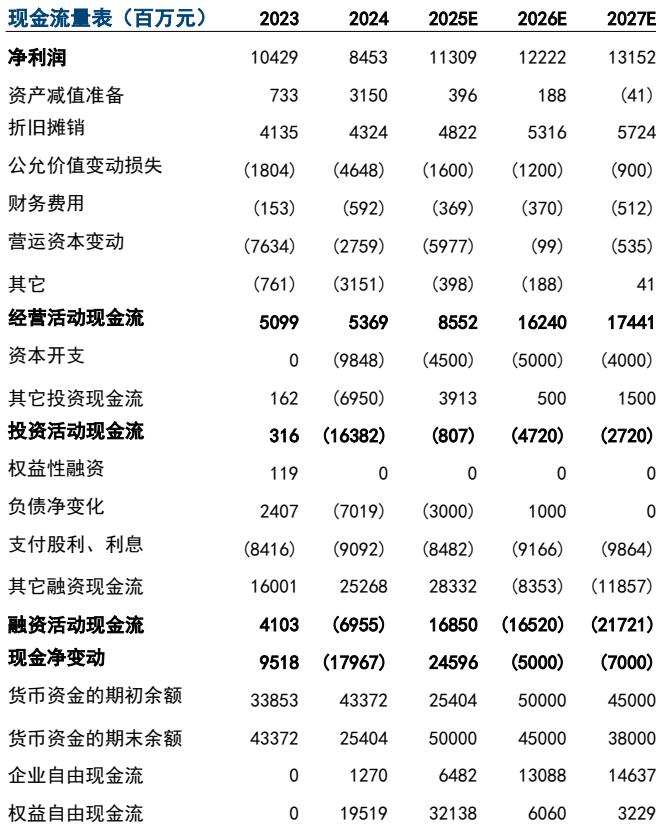 现金流量表（百万元） 2023 2024 2025E 2026E 2027E
净利润 10429 8453 11309 12222 13152
资产减值准备 733 3150 396 188 (41)
折旧摊销 4135 4324 4822 5316 5724
公允价值变动损失 (1804) (4648) (1600) (1200) (900)
财务费用 (153) (592) (369) (370) (512)
营运资本变动 (7634) (2759) (5977) (99) (535)
其它 (761) (3151) (398) (188) 41
经营活动现金流 5099 5369 8552 16240 17441
资本开支 0 (9848) (4500) (5000) (4000)
其它投资现金流 162 (6950) 3913 500 1500
投资活动现金流 316 (16382) (807) (4720) (2720)
权益性融资 119 0 0 0 0
负债净变化 2407 (7019) (3000) 1000 0
支付股利、利息 (8416) (9092) (8482) (9166) (9864)
其它融资现金流 16001 25268 28332 (8353) (11857)
融资活动现金流 4103 (6955) 16850 (16520) (21721)
现金净变动 9518 (17967) 24596 (5000) (7000)
货币资金的期初余额 33853 43372 25404 50000 45000
货币资金的期末余额 43372 25404 50000 45000 38000
企业自由现金流 0 1270 6482 13088 14637
权益自由现金流 0 19519 32138 6060 3229